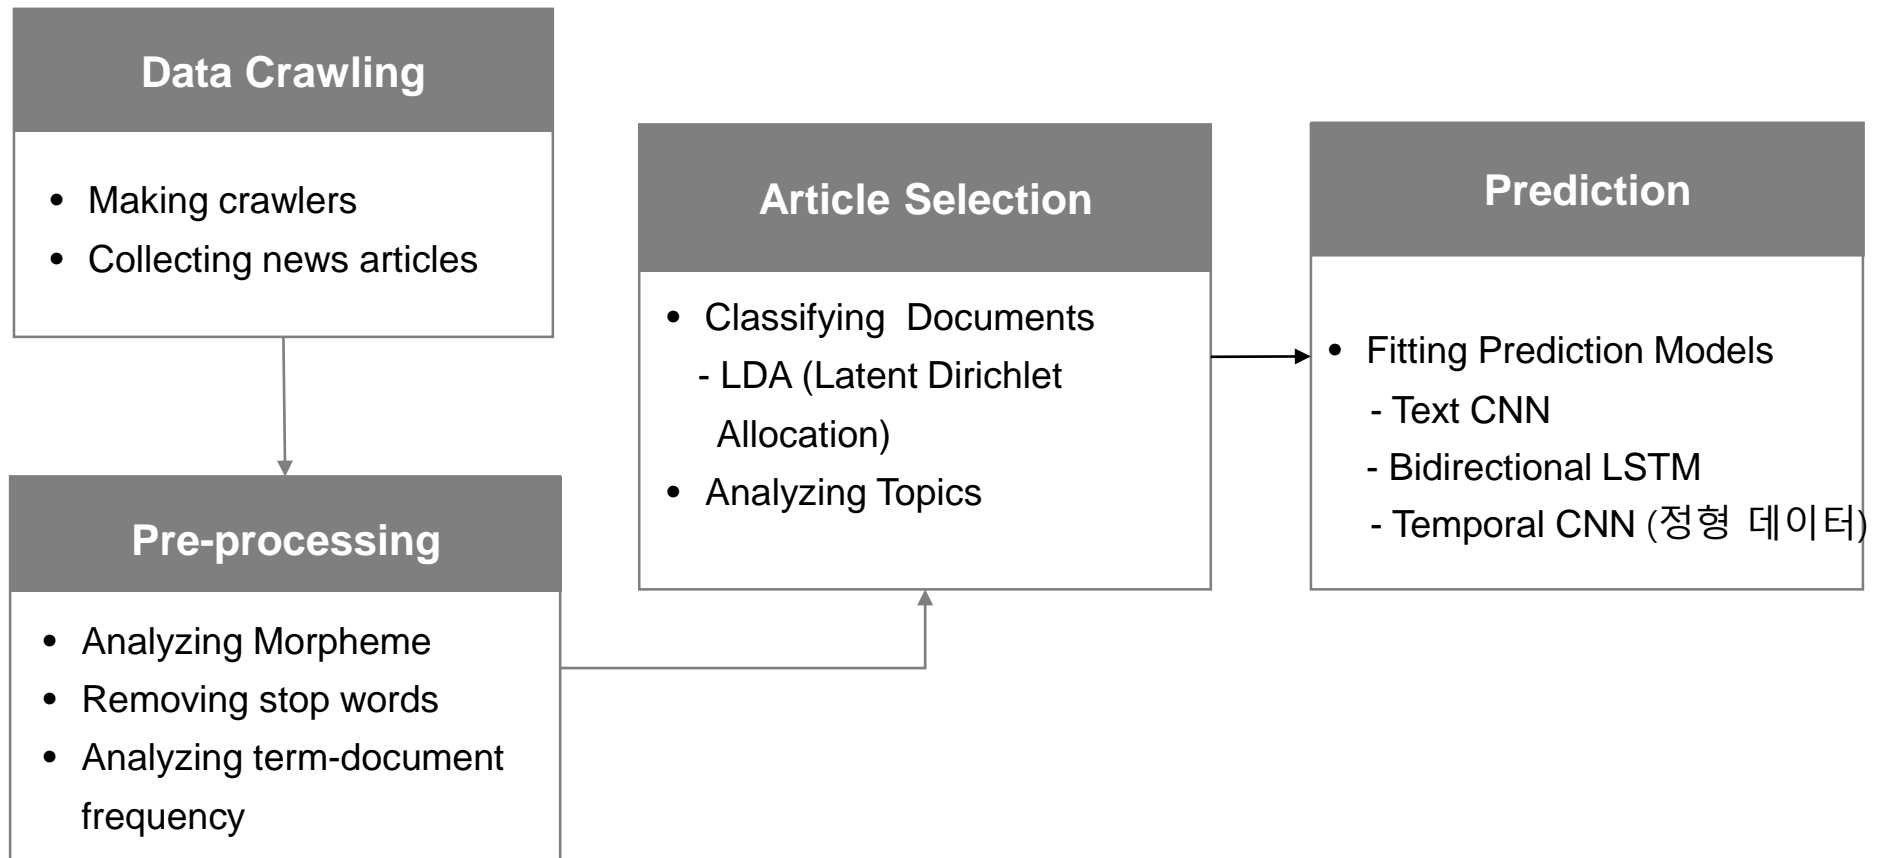 Data Crawling
• Making crawlers
• Collecting news articles
Pre-processing
• Analyzing Morpheme
• Removing stop words
• Analyzing term-document
frequency
Article Selection
• Classifying Documents
- LDA (Latent Dirichlet
Allocation)
• Analyzing Topics
Prediction
• Fitting Prediction Models
- Text CNN
- Bidirectional LSTM
- Temporal CNN (정형 데이터)